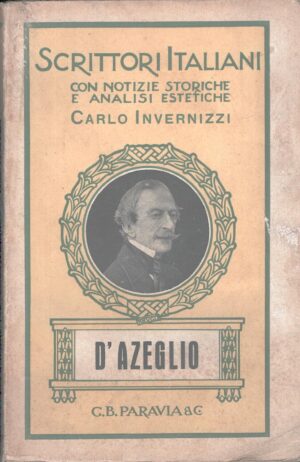 SCRITTORI ITALIANI
CON NOTIZIE STORICHE
E ANALISI ESTETICHE
CARLO INVERNIZZI
D'AZEGLIO
G.B. PARAVIA & C.